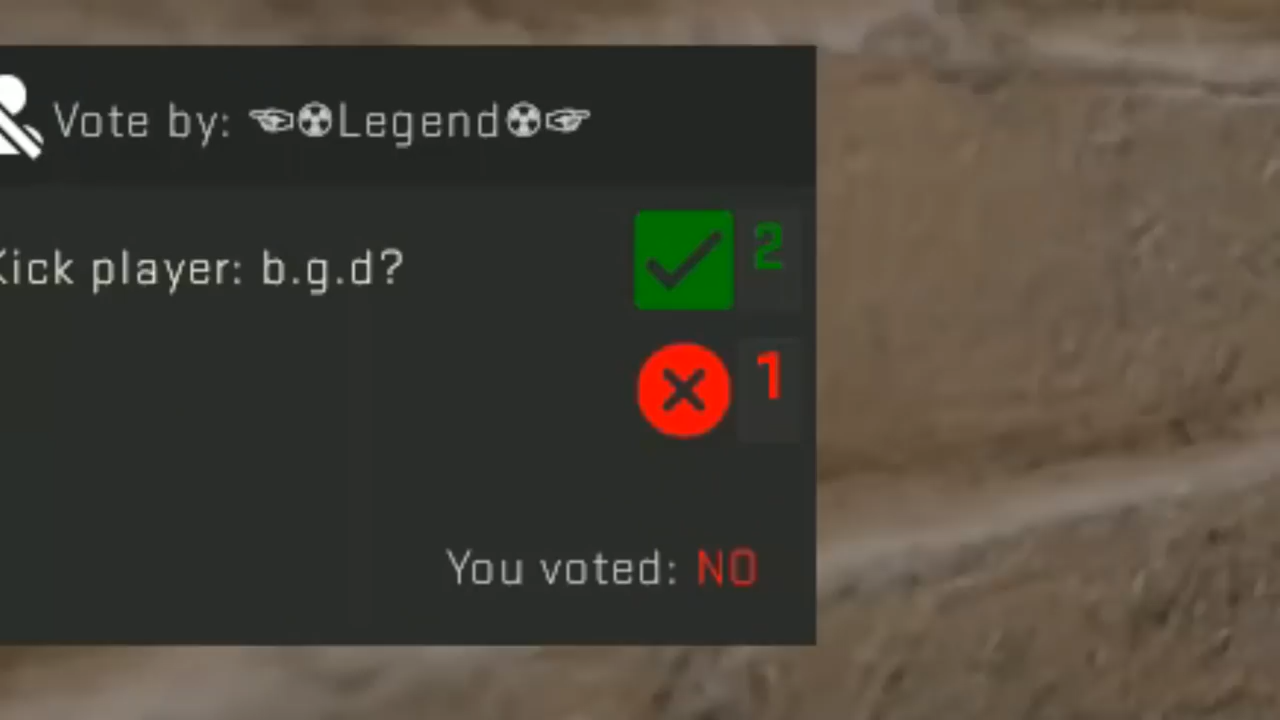 Vote by: ☜☢Legend☢☞
Kick player: b.g.d?
2
1
You voted: NO